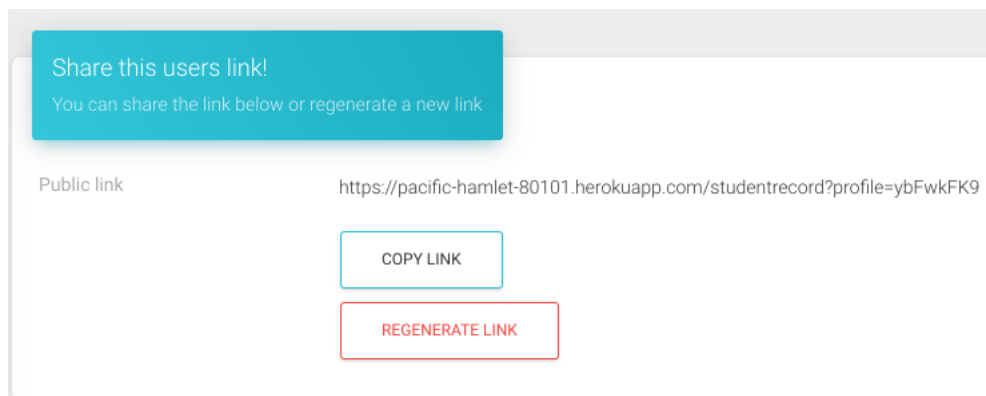 Share this users link!
You can share the link below or regenerate a new link
Public link
https://pacific-hamlet-80101.herokuapp.com/studentrecord?profile=ybFwkFK9
COPY LINK
REGENERATE LINK